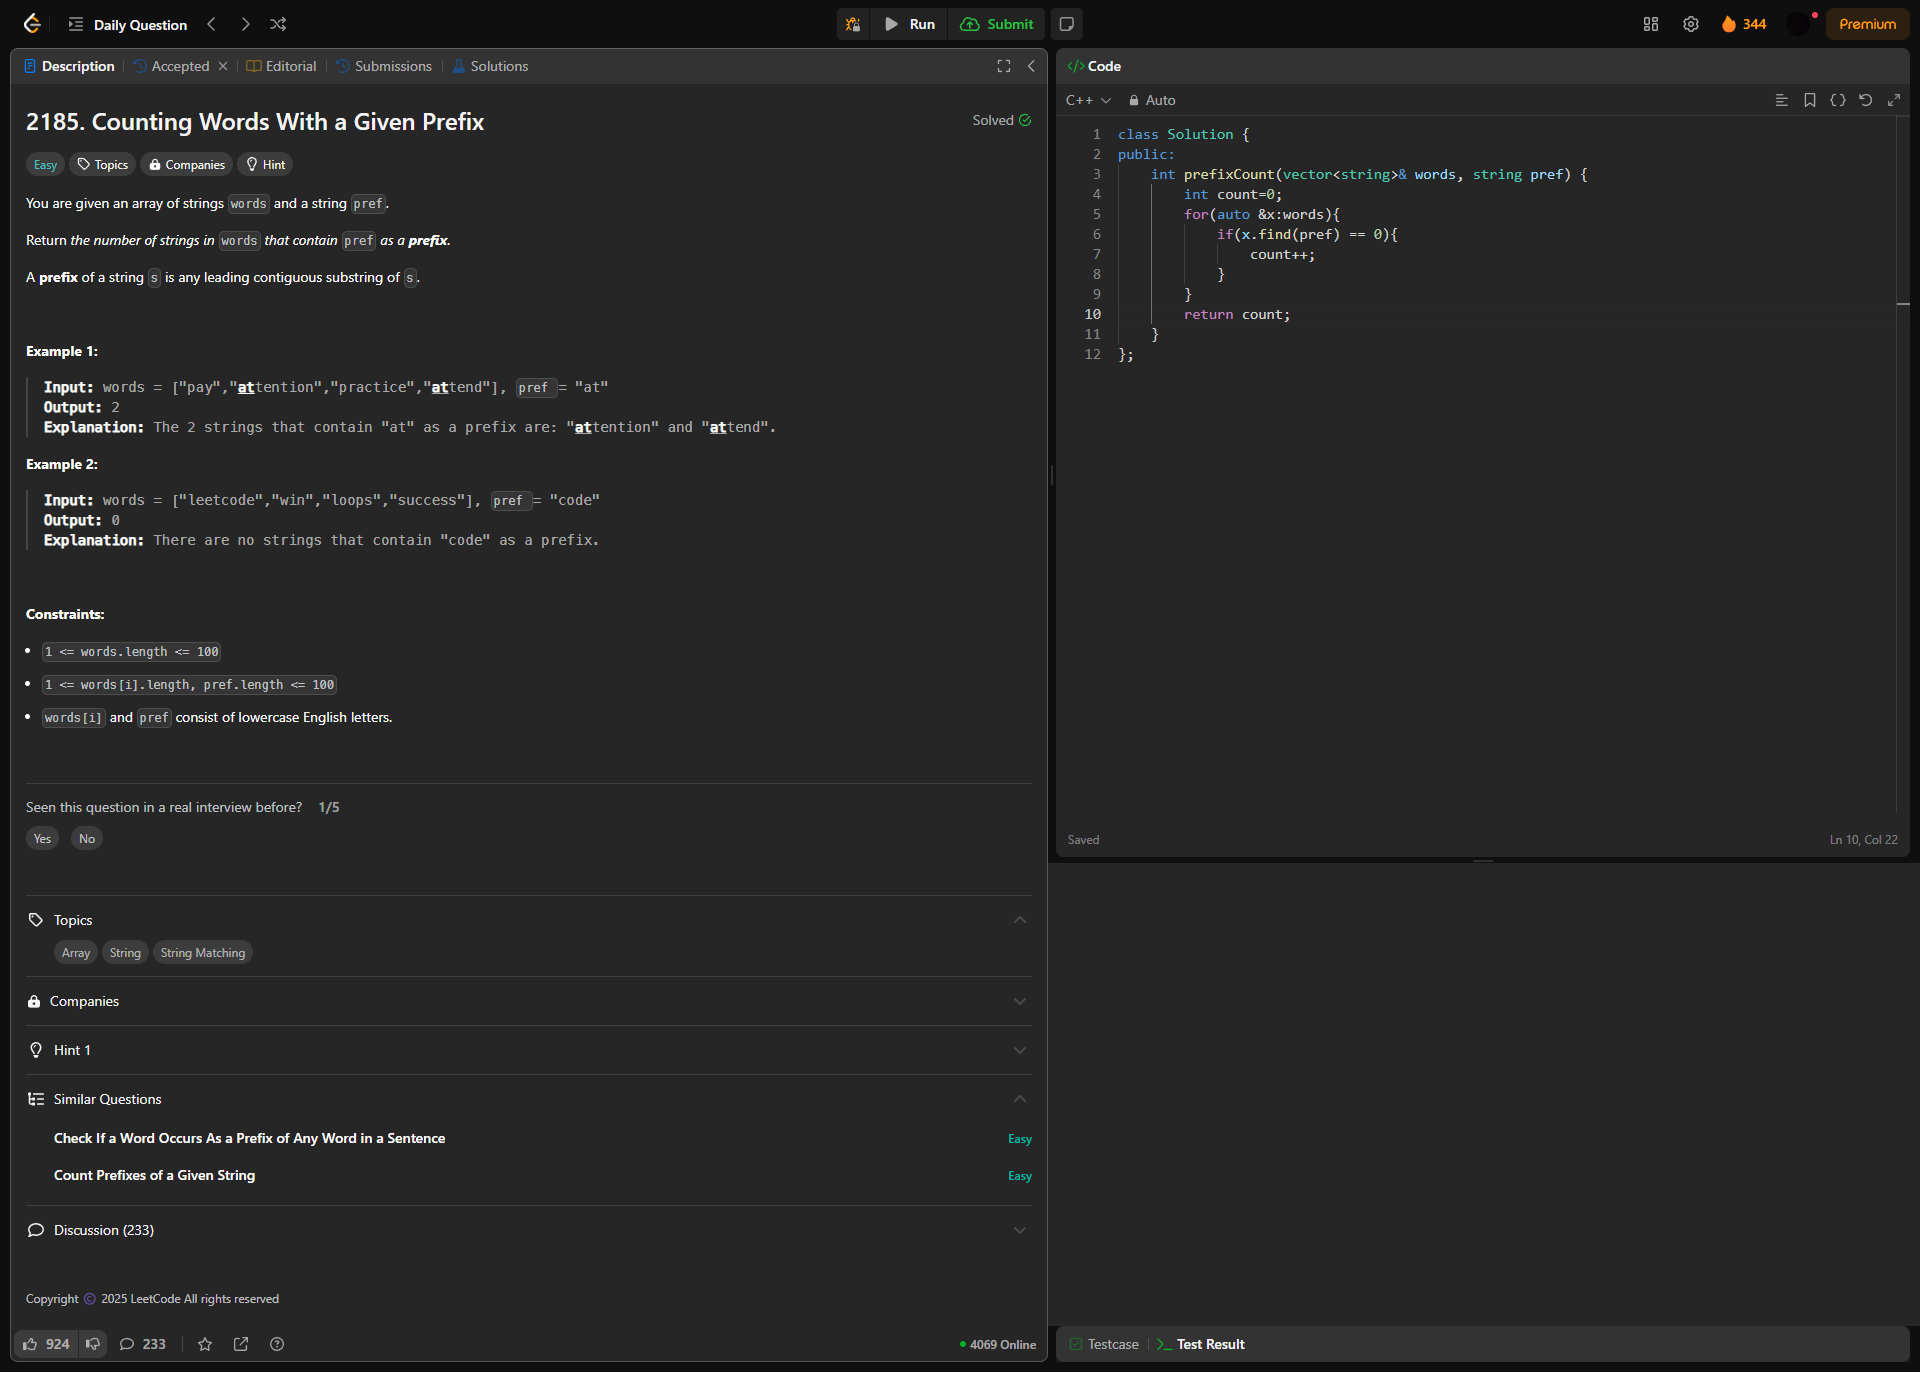 Daily Question
Run
Submit
344
Premium
Description
Accepted
Editorial
Submissions
Solutions
2185. Counting Words With a Given Prefix
Solved
Easy
Topics
Companies
Hint
You are given an array of strings words and a string pref.
Return the number of strings in words that contain pref as a prefix.
A prefix of a string s is any leading contiguous substring of s.
Example 1:
Input: words = ["pay","attention","practice","attend"], pref = "at"
Output: 2
Explanation: The 2 strings that contain "at" as a prefix are: "attention" and "attend".
Example 2:
Input: words = ["leetcode","win","loops","success"], pref = "code"
Output: 0
Explanation: There are no strings that contain "code" as a prefix.
Constraints:
• 1 <= words.length <= 100
• 1 <= words[i].length, pref.length <= 100
• words[i] and pref consist of lowercase English letters.
Seen this question in a real interview before? 1/5
Yes
No
Topics
Array
String
String Matching
Companies
Hint 1
Similar Questions
Check If a Word Occurs As a Prefix of Any Word in a Sentence
Easy
Count Prefixes of a Given String
Easy
Discussion (233)
Copyright © 2025 LeetCode All rights reserved
924
233
4069 Online
</> Code
C++
Auto
1 class Solution {
2 public:
3     int prefixCount(vector<string>& words, string pref) {
4         int count=0;
5         for(auto &x:words){
6             if(x.find(pref) == 0){
7                 count++;
8             }
9         }
10         return count;
11     }
12 };
Saved
Ln 10, Col 22
Testcase
Test Result